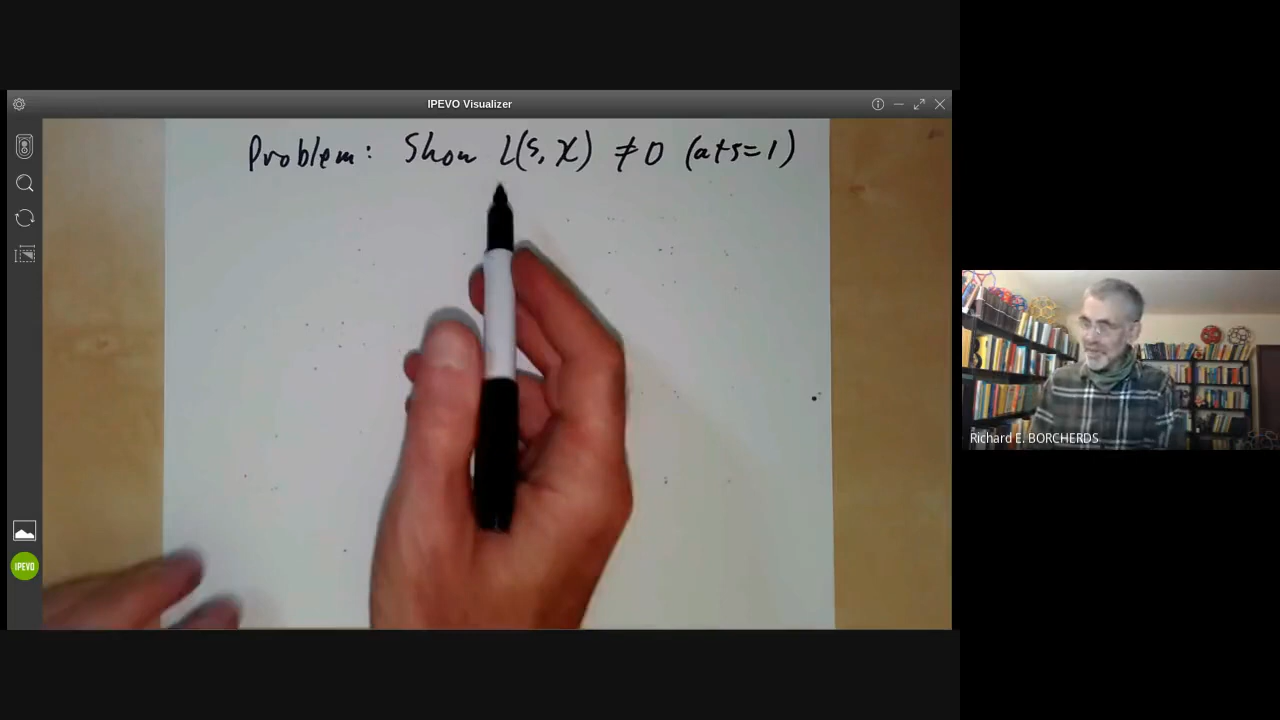 IPEVO Visualizer
Problem: Show L(s, χ) ≠ 0 (at s=1)
Richard E. BORCHERDS
IPEVO